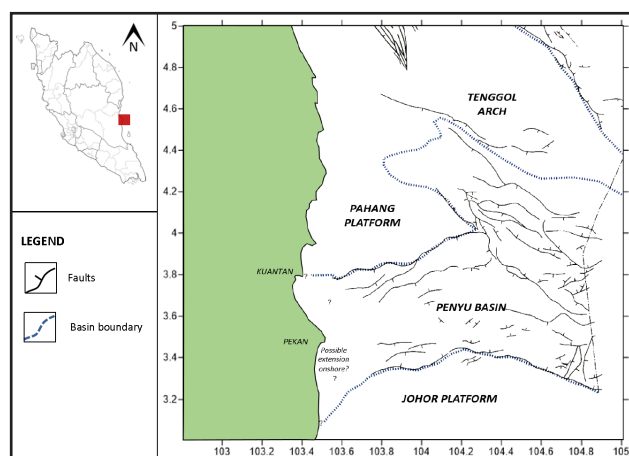 N
LEGEND
Faults
Basin boundary
5
4.8
4.6
4.4
4.2
4
3.8
3.6
3.4
3.2
TENGGOL
ARCH
PAHANG
PLATFORM
KUANTAN
?
?
PENYU BASIN
PEKAN
Possible
extension
onshore?
?
?
JOHOR PLATFORM
103
103.2
103.4
103.6
103.8
104
104.2
104.4
104.6
104.8
105